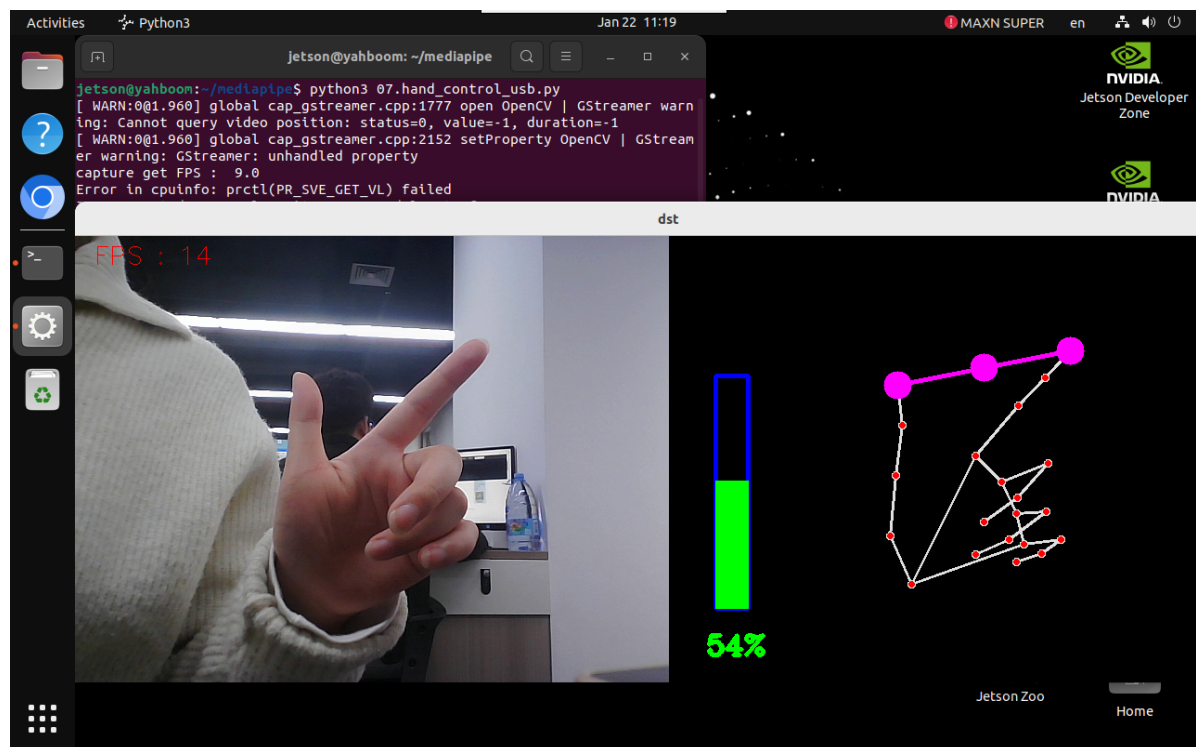 Activities
Python3
Jan 22 11:19
MAXN SUPER
en
jetson@yahboom: ~/mediapipe
jetson@yahboom:~/mediapipe$ python3 07.hand_control_usb.py
[ WARN:0@1.960] global cap_gstreamer.cpp:1777 open OpenCV | GStreamer warn
ing: Cannot query video position: status=0, value=-1, duration=-1
[ WARN:0@1.960] global cap_gstreamer.cpp:2152 setProperty OpenCV | GStream
er warning: GStreamer: unhandled property
capture get FPS :  9.0
Error in cpuinfo: prctl(PR_SVE_GET_VL) failed
NVIDIA.
Jetson Developer
Zone
NVIDIA
dst
FPS : 14
54%
Jetson Zoo
Home